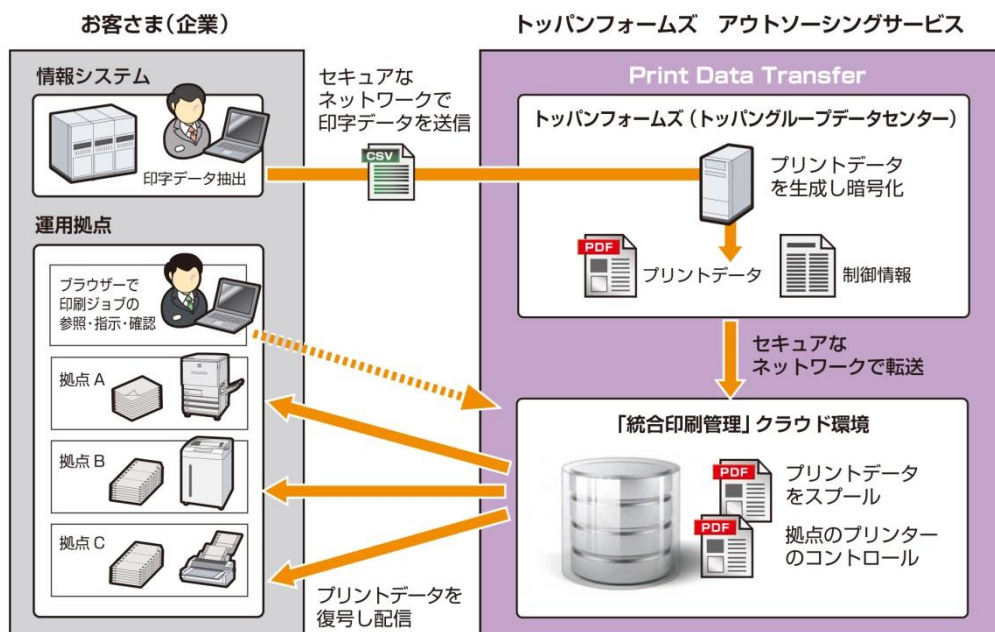 お客さま(企業)
トッパンフォームズ アウトソーシングサービス
情報システム
印字データ抽出
セキュアな
ネットワークで
印字データを送信
CSV
Print Data Transfer
トッパンフォームズ(トッパングループデータセンター)
プリントデータ
を生成し暗号化
PDF
プリントデータ
制御情報
運用拠点
ブラウザーで
印刷ジョブの
参照・指示・確認
拠点 A
拠点 B
拠点 C
セキュアな
ネットワークで転送
「統合印刷管理」クラウド環境
PDF
プリントデータ
をスプール
PDF
拠点のプリンター
のコントロール
プリントデータを
復号し配信